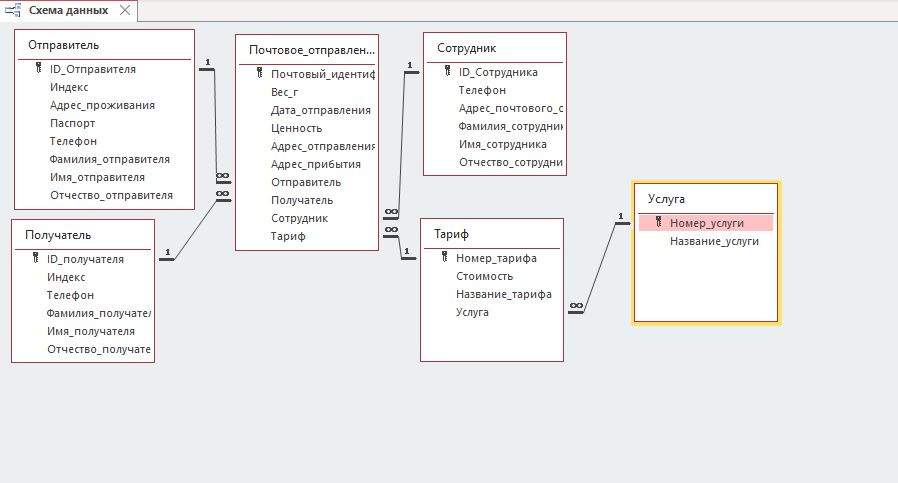 Схема данных
Отправитель
ID_Отправителя
Индекс
Адрес_проживания
Паспорт
Телефон
Фамилия_отправителя
Имя_отправителя
Отчество_отправителя
1
∞
Почтовое_отправлен...
Почтовый_идентиф
Вес_г
Дата_отправления
Ценность
Адрес_отправления
Адрес_прибытия
Отправитель
Получатель
Сотрудник
Тариф
1
∞
Сотрудник
ID_Сотрудника
Телефон
Адрес_почтового_о
Фамилия_сотрудник
Имя_сотрудника
Отчество_сотрудни
Получатель
ID_получателя
Индекс
Телефон
Фамилия_получател
Имя_получателя
Отчество_получате
1
∞
Тариф
Номер_тарифа
Стоимость
Название_тарифа
Услуга
1
∞
Услуга
Номер_услуги
Название_услуги
1
∞